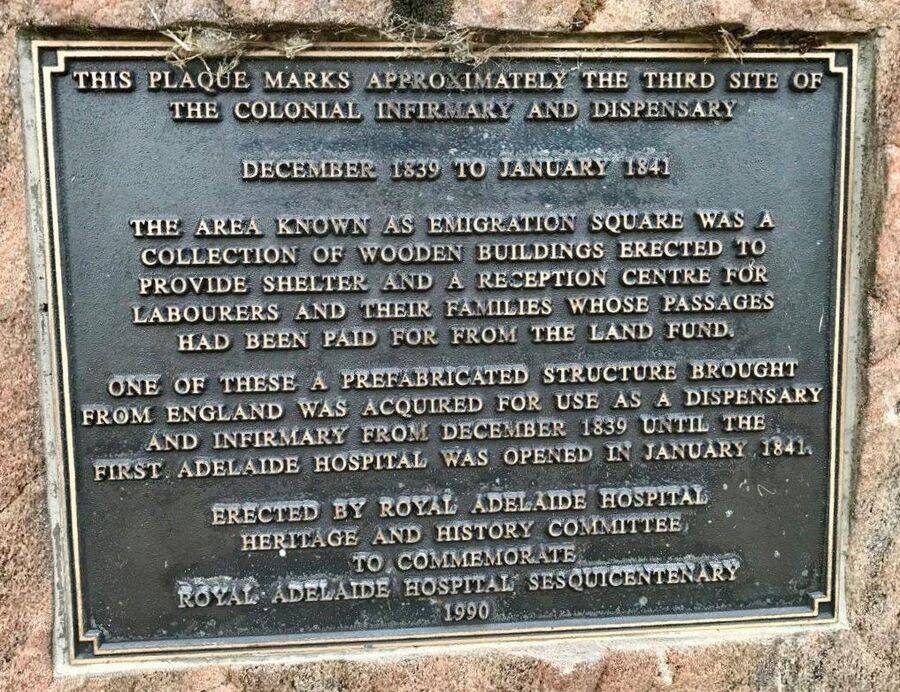 THIS PLAQUE MARKS APPROXIMATELY THE THIRD SITE OF
THE COLONIAL INFIRMARY AND DISPENSARY
DECEMBER 1839 TO JANUARY 1841
THE AREA KNOWN AS EMIGRATION SQUARE WAS A
COLLECTION OF WOODEN BUILDINGS ERECTED TO
PROVIDE SHELTER AND A RECEPTION CENTRE FOR
LABOURERS AND THEIR FAMILIES WHOSE PASSAGES
HAD BEEN PAID FOR FROM THE LAND FUND.
ONE OF THESE A PREFABRICATED STRUCTURE BROUGHT
FROM ENGLAND WAS ACQUIRED FOR USE AS A DISPENSARY
AND INFIRMARY FROM DECEMBER 1839 UNTIL THE
FIRST ADELAIDE HOSPITAL WAS OPENED IN JANUARY 1841.
ERECTED BY ROYAL ADELAIDE HOSPITAL
HERITAGE AND HISTORY COMMITTEE
TO COMMEMORATE
ROYAL ADELAIDE HOSPITAL SESQUICENTENARY
1990